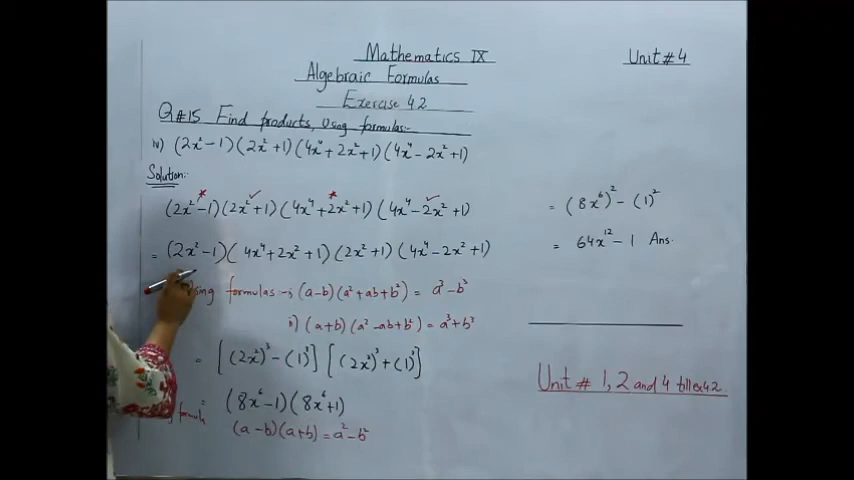 Mathematics IX
Unit # 4
Algebraic Formulas
Exercise 4.2
Q#15 Find products, using formulas:-
iv) (2x²-1)(2x²+1)(4x⁴+2x²+1)(4x⁴-2x²+1)
Solution:
(2x²-1)(2x²+1)(4x⁴+2x²+1)(4x⁴-2x²+1)
= (2x²-1)(4x⁴+2x²+1)(2x²+1)(4x⁴-2x²+1)
Using formulas :- i) (a-b)(a²+ab+b²) = a³-b³
ii) (a+b)(a²-ab+b²) = a³+b³
= [(2x²)³-(1)³] [(2x²)³+(1)³]
= (8x⁶-1)(8x⁶+1)
formula (a-b)(a+b) = a²-b²
= (8x⁶)²-(1)²
= 64x¹²-1 Ans.
Unit # 1, 2 and 4 till ex 4.2